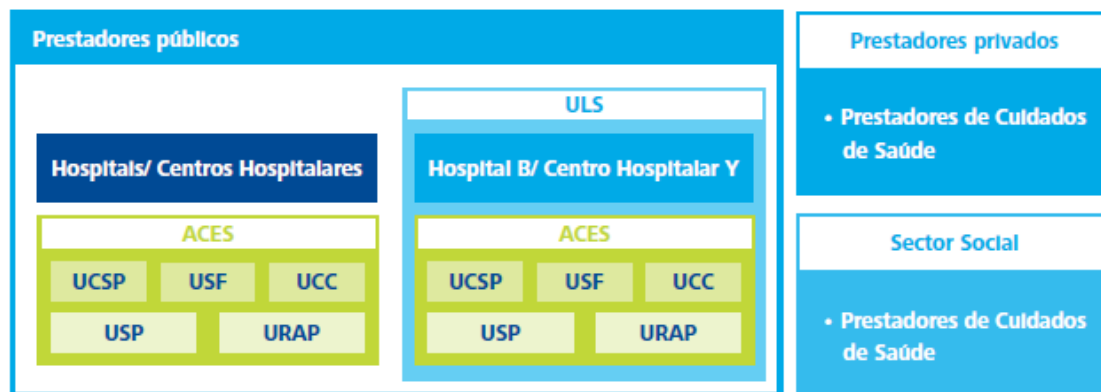 Prestadores públicos
ULS
Hospitais/ Centros Hospitalares
Hospital B/ Centro Hospitalar Y
ACES
ACES
UCSP USF UCC
UCSP USF UCC
USP URAP
USP URAP
Prestadores privados
• Prestadores de Cuidados
de Saúde
Sector Social
• Prestadores de Cuidados
de Saúde